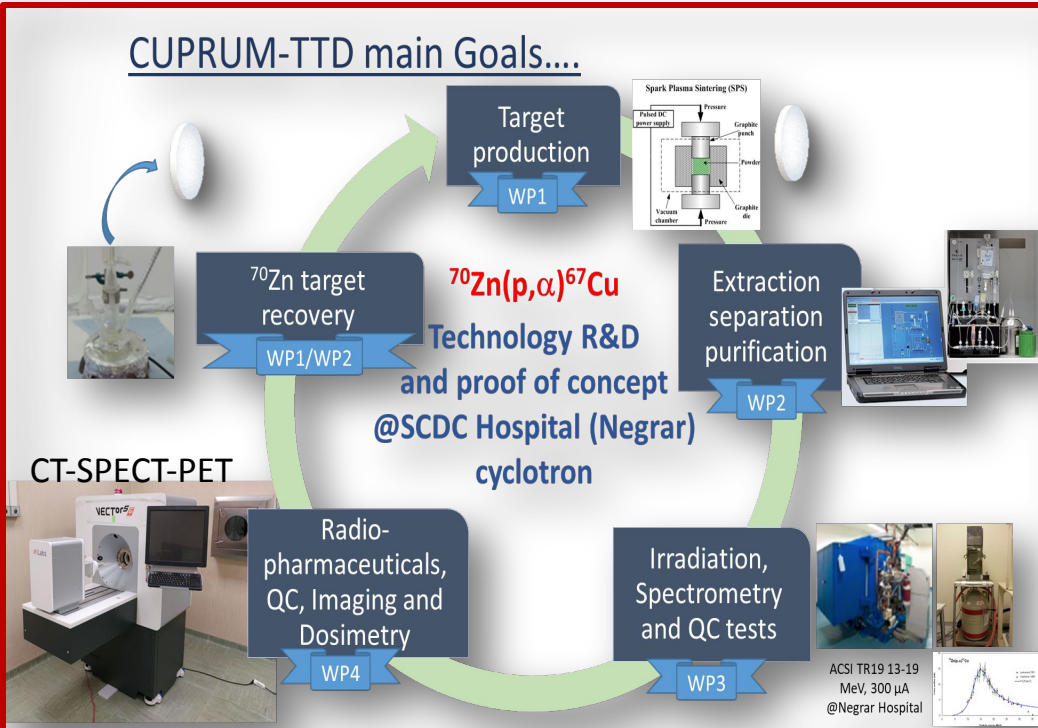 CUPRUM-TTD main Goals....
Target
production
WP1
Spark Plasma Sintering (SPS)
Pressure
Pulsed DC
power supply
Graphite
punch
Powder
Vacuum
chamber
Graphite
die
Pressure
⁷⁰Zn target
recovery
WP1/WP2
⁷⁰Zn(p,α)⁶⁷Cu
Technology R&D
and proof of concept
@SCDC Hospital (Negrar)
cyclotron
Extraction
separation
purification
WP2
CT-SPECT-PET
VECTor
Radio-
pharmaceuticals,
QC, Imaging and
Dosimetry
WP4
Irradiation,
Spectrometry
and QC tests
WP3
ACSI TR19 13-19
MeV, 300 µA
@Negrar Hospital